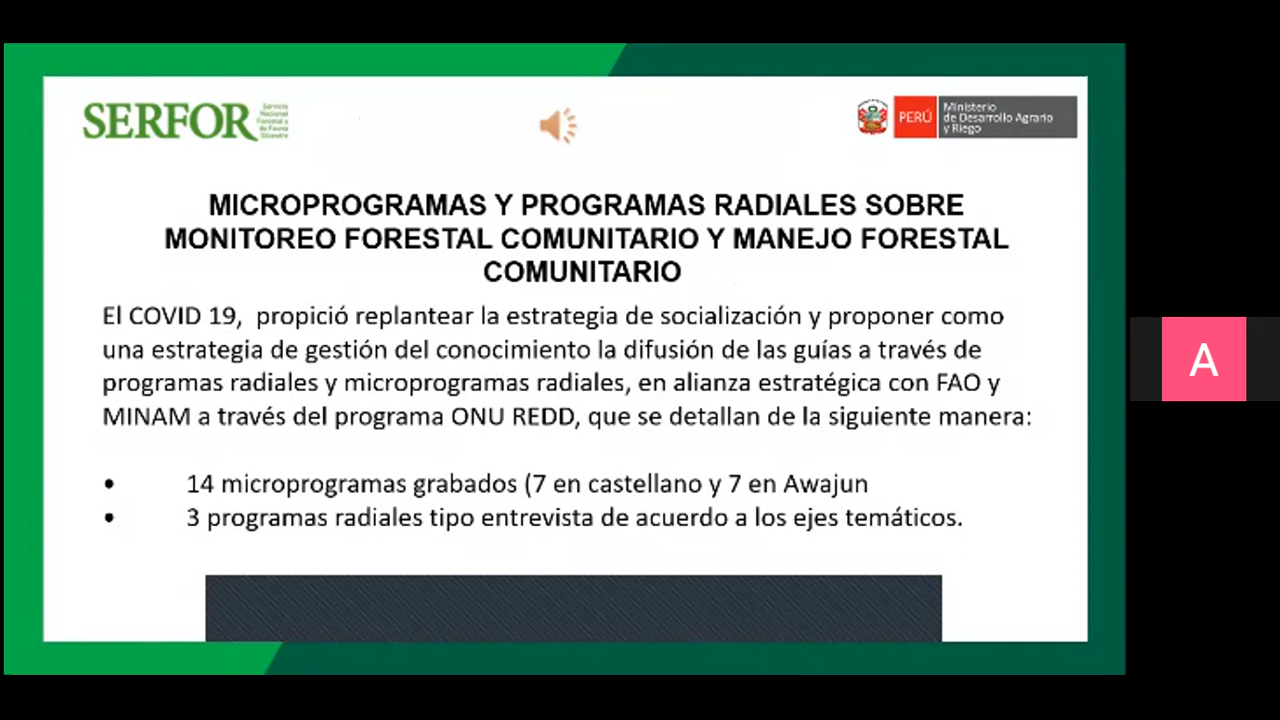 SERFOR
Servicio
Nacional
Forestal y
de Fauna
Silvestre
PERÚ
Ministerio
de Desarrollo Agrario
y Riego
MICROPROGRAMAS Y PROGRAMAS RADIALES SOBRE
MONITOREO FORESTAL COMUNITARIO Y MANEJO FORESTAL
COMUNITARIO
El COVID 19, propició replantear la estrategia de socialización y proponer como
una estrategia de gestión del conocimiento la difusión de las guías a través de
programas radiales y microprogramas radiales, en alianza estratégica con FAO y
MINAM a través del programa ONU REDD, que se detallan de la siguiente manera:
• 14 microprogramas grabados (7 en castellano y 7 en Awajun
• 3 programas radiales tipo entrevista de acuerdo a los ejes temáticos.
A